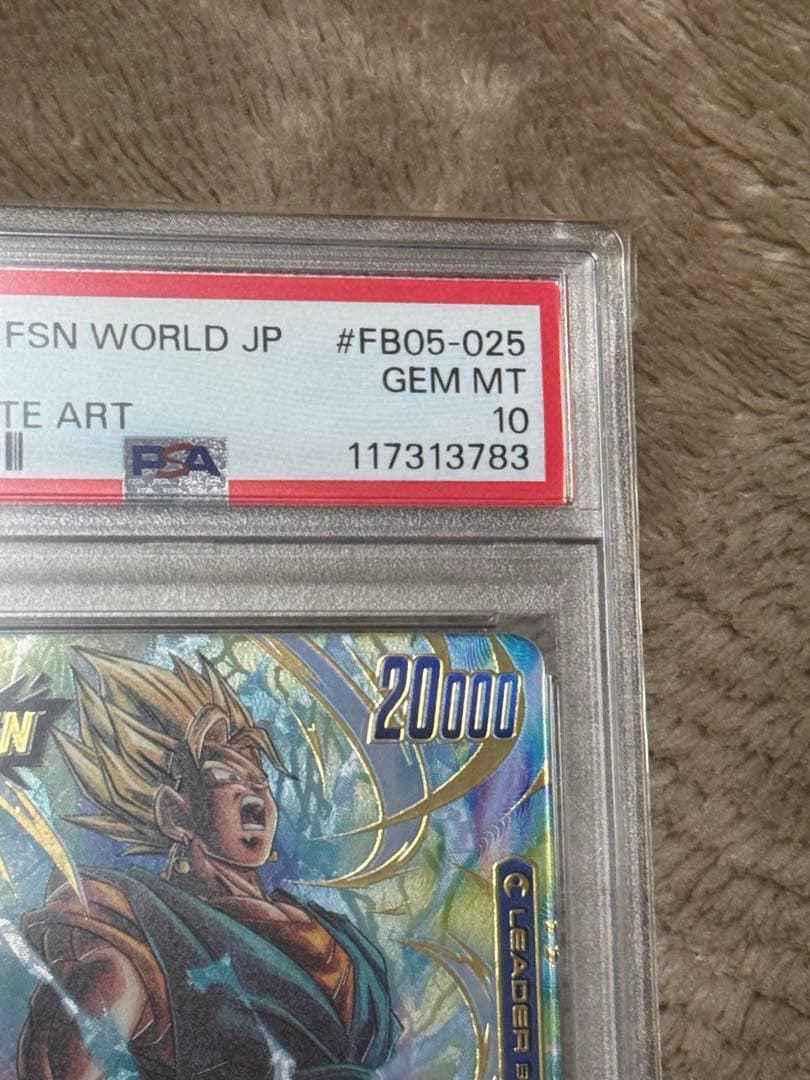 FSN WORLD JP #FB05-025
GEM MT
TE ART 10
PSA 117313783
20000
N
C LEADER